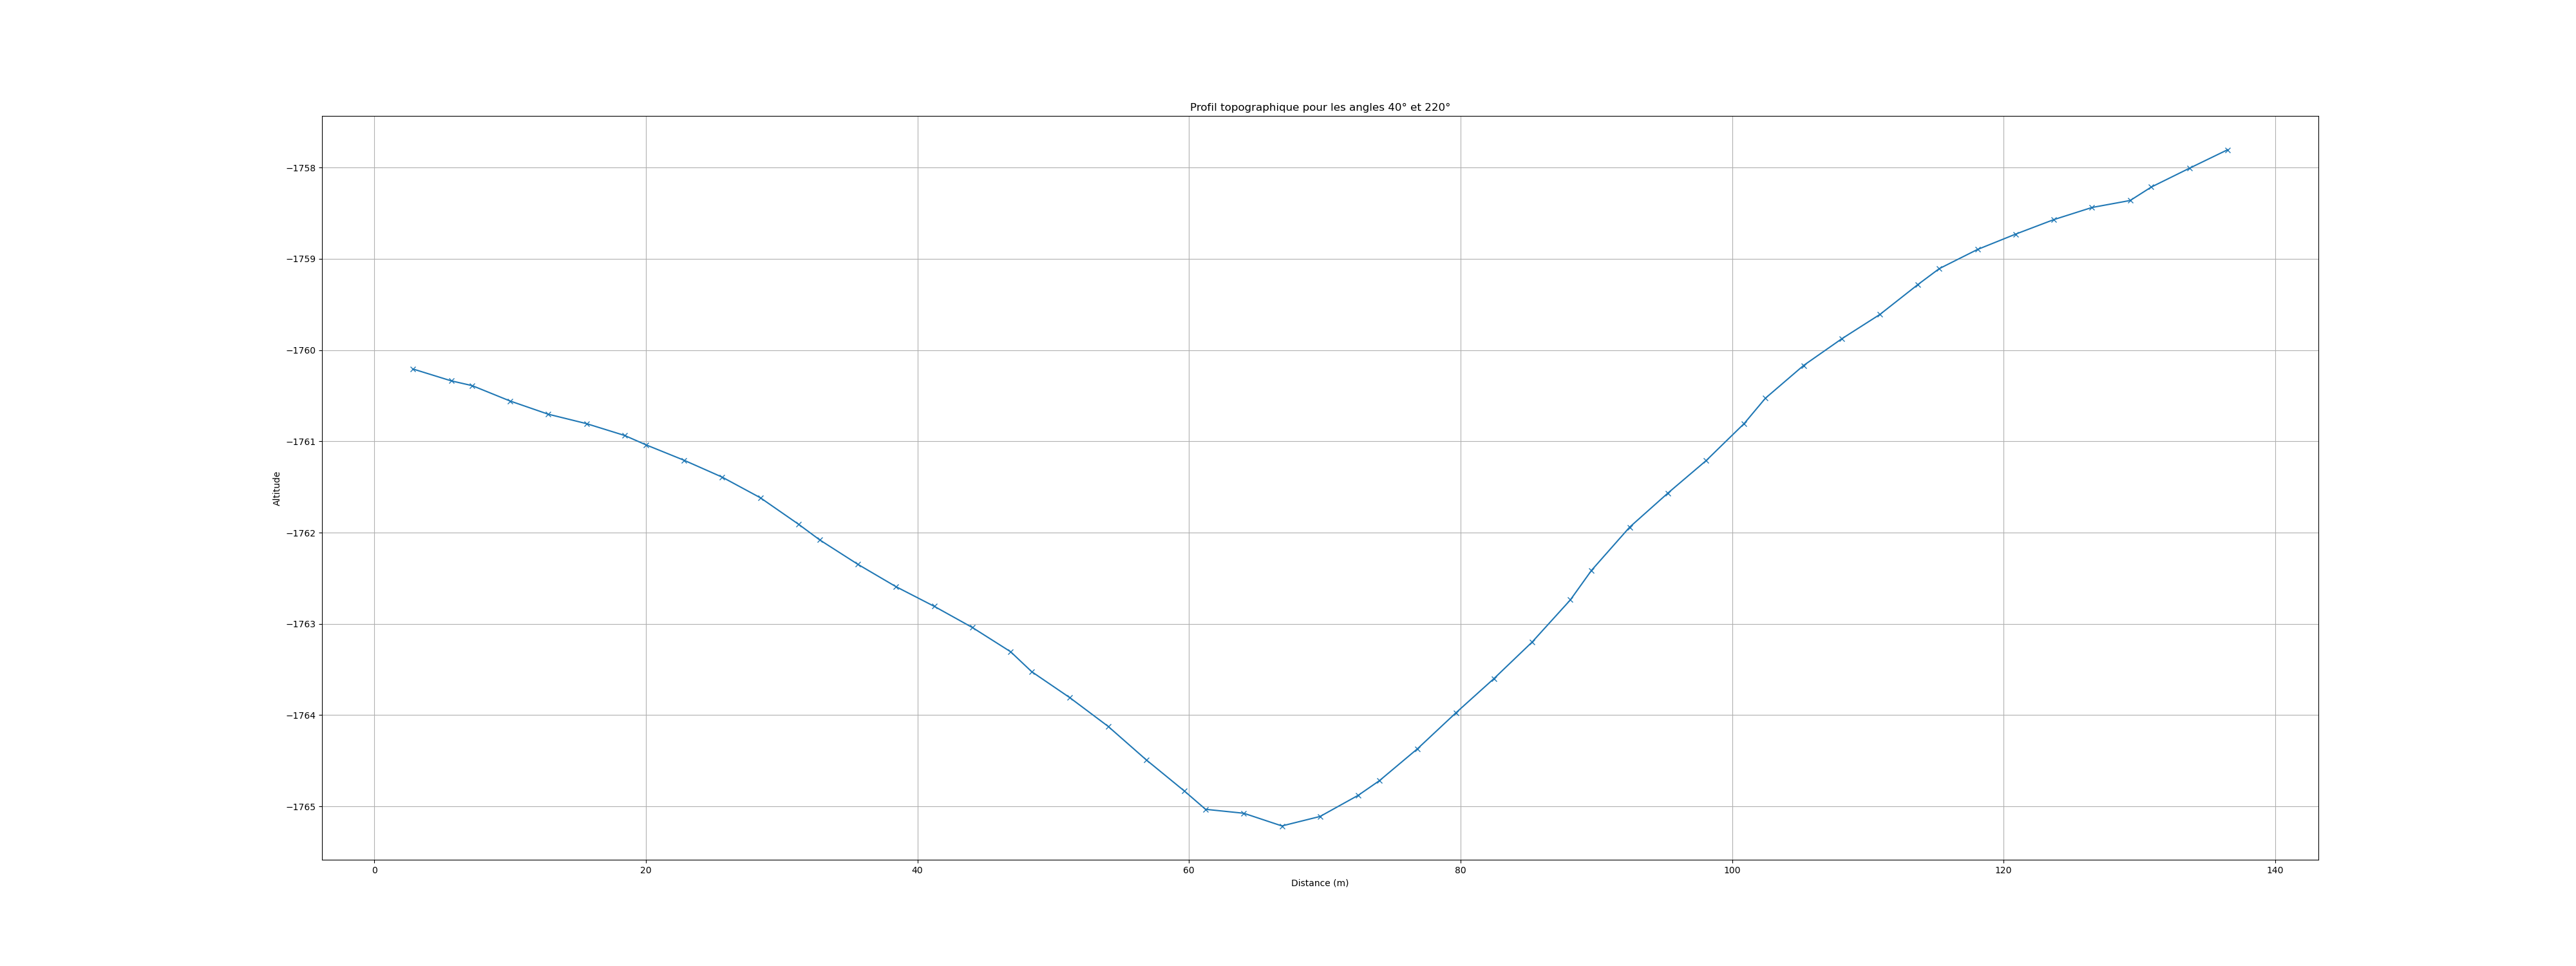 Profil topographique pour les angles 40° et 220°
Altitude
−1758
−1759
−1760
−1761
−1762
−1763
−1764
−1765
0 20 40 60 80 100 120 140
Distance (m)